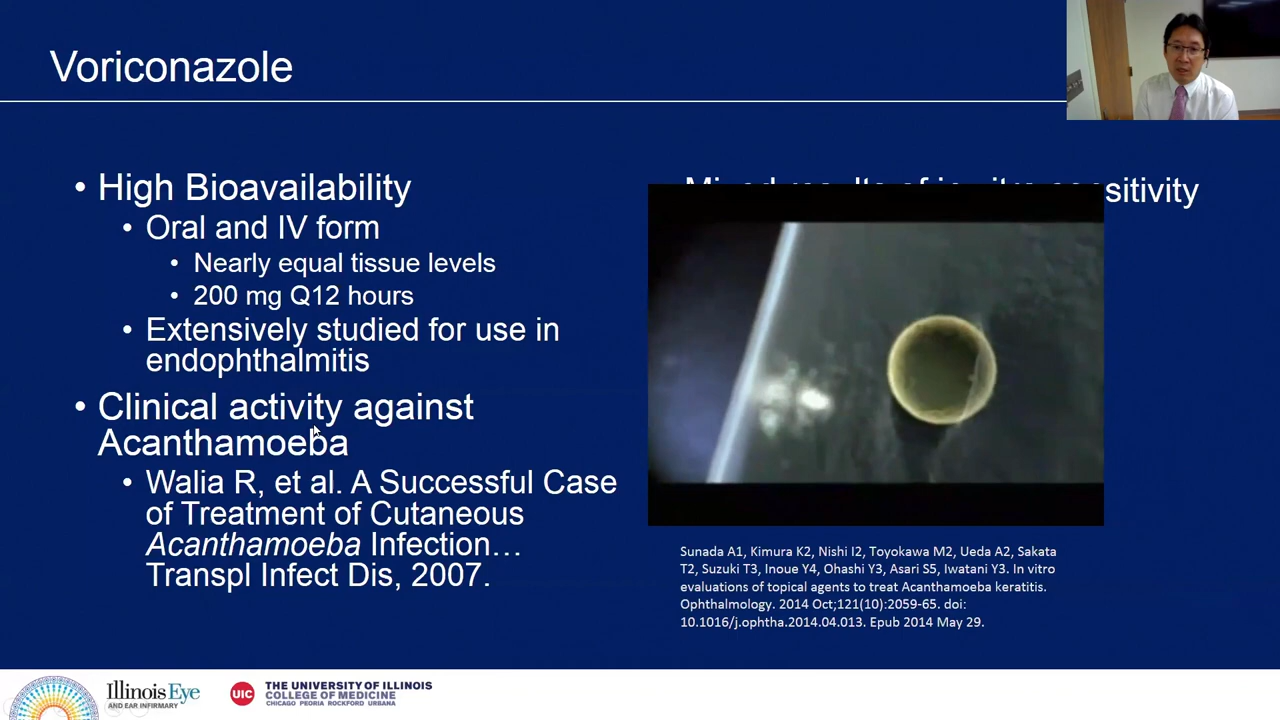 Voriconazole
• High Bioavailability
• Oral and IV form
• Nearly equal tissue levels
• 200 mg Q12 hours
• Extensively studied for use in
endophthalmitis
• Clinical activity against
Acanthamoeba
• Walia R, et al. A Successful Case
of Treatment of Cutaneous
Acanthamoeba Infection…
Transpl Infect Dis, 2007.
Mixed results of in vitro sensitivity
Sunada A1, Kimura K2, Nishi I2, Toyokawa M2, Ueda A2, Sakata
T2, Suzuki T3, Inoue Y4, Ohashi Y3, Asari S5, Iwatani Y3. In vitro
evaluations of topical agents to treat Acanthamoeba keratitis.
Ophthalmology. 2014 Oct;121(10):2059-65. doi:
10.1016/j.ophtha.2014.04.013. Epub 2014 May 29.
Illinois Eye
AND EAR INFIRMARY
UIC
THE UNIVERSITY OF ILLINOIS
COLLEGE OF MEDICINE
CHICAGO PEORIA ROCKFORD URBANA